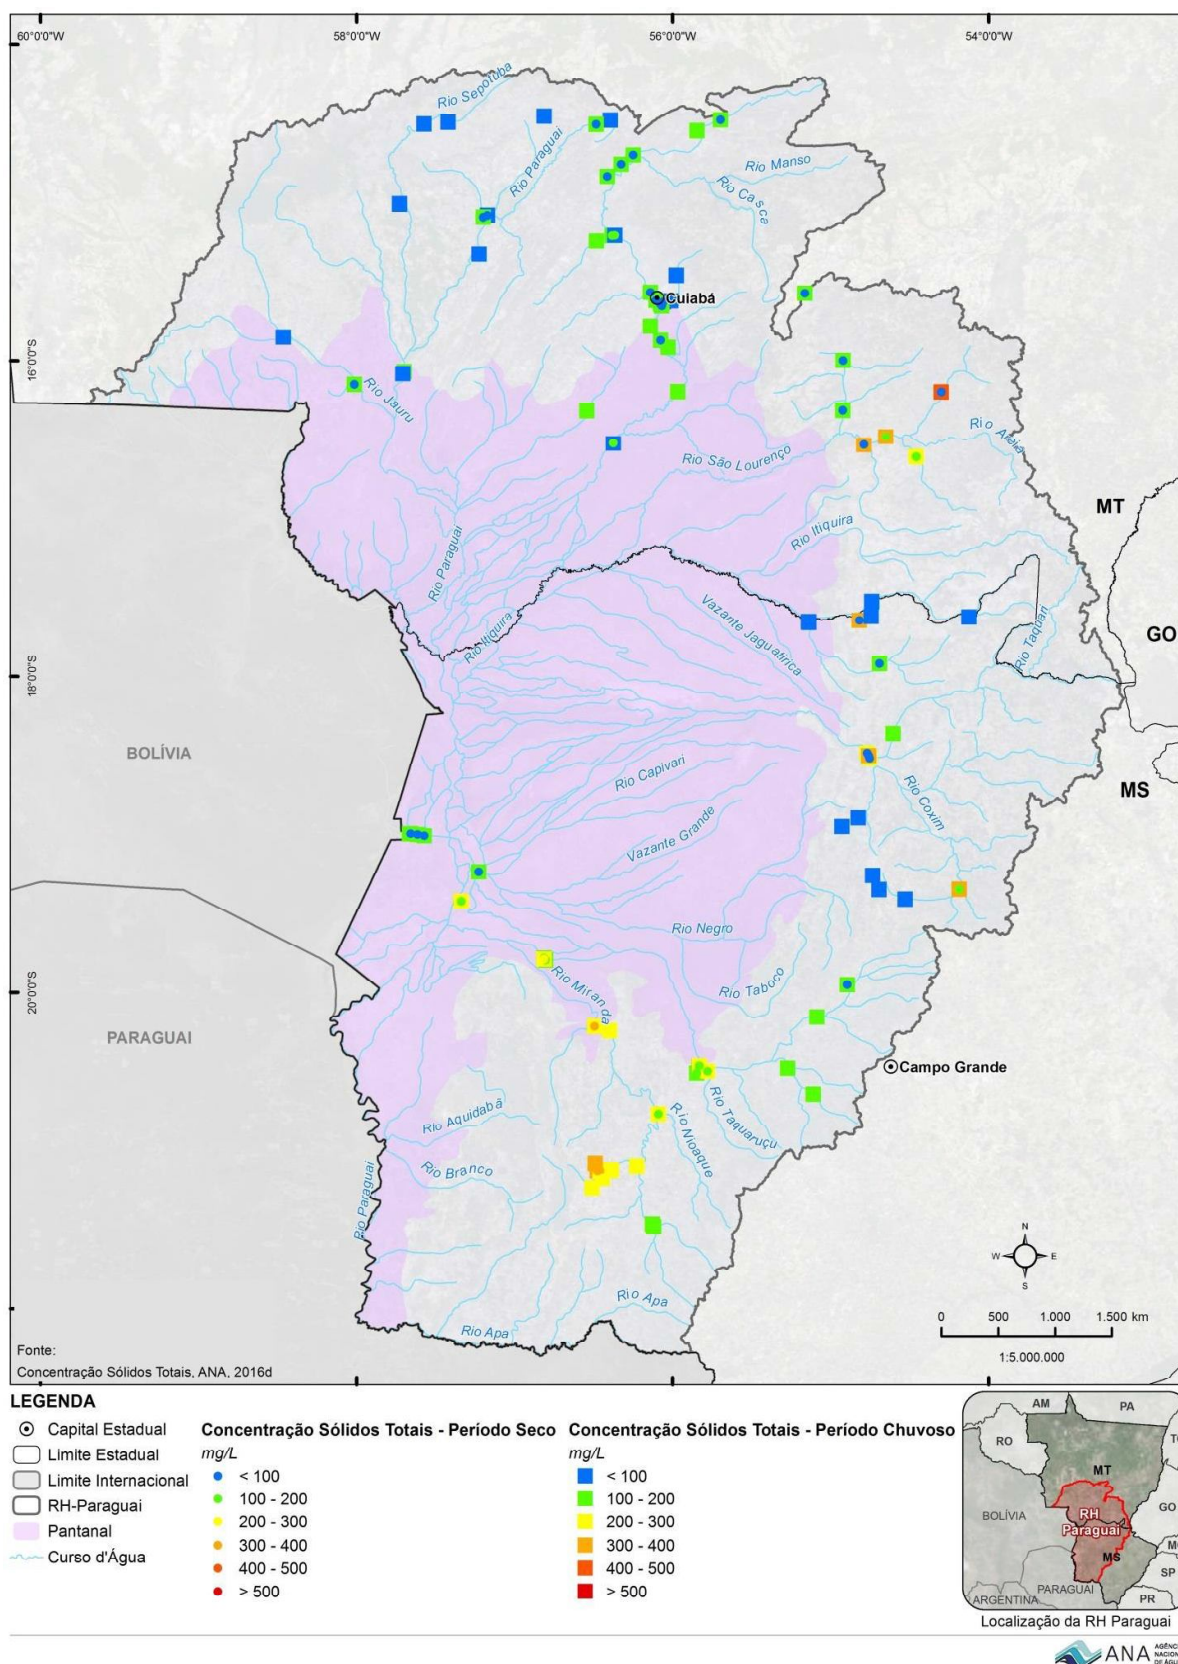 60°0'0"W
58°0'0"W
56°0'0"W
54°0'0"W
Rio Sepotuba
Rio Paraguai
Rio Manso
Rio Casca
Cuiabá
16°0'0"S
Rio Jauru
Rio Areia
Rio São Lourenço
MT
Rio Itiquira
Rio Paraguai
Vazante Jaguatirica
Rio Itiquira
Rio Taquari
GO
18°0'0"S
BOLÍVIA
Rio Capivari
Rio Coxim
MS
Vazante Grande
Rio Negro
Rio Taboco
Rio Miranda
20°0'0"S
PARAGUAI
Campo Grande
Rio Aquidabã
Rio Nioaque
Rio Taquaruçu
Rio Branco
Rio Paraguai
N
W E
S
Rio Apa
Rio Apa
0 500 1.000 1.500 km
1:5.000.000
Fonte:
Concentração Sólidos Totais, ANA, 2016d
LEGENDA
Capital Estadual
Limite Estadual
Limite Internacional
RH-Paraguai
Pantanal
Curso d'Água
Concentração Sólidos Totais - Período Seco
mg/L
< 100
100 - 200
200 - 300
300 - 400
400 - 500
> 500
Concentração Sólidos Totais - Período Chuvoso
mg/L
< 100
100 - 200
200 - 300
300 - 400
400 - 500
> 500
AM
PA
RO
MT
GO
BOLÍVIA
RH
Paraguai
MS
SP
PARAGUAI
ARGENTINA
PR
Localização da RH Paraguai
ANA